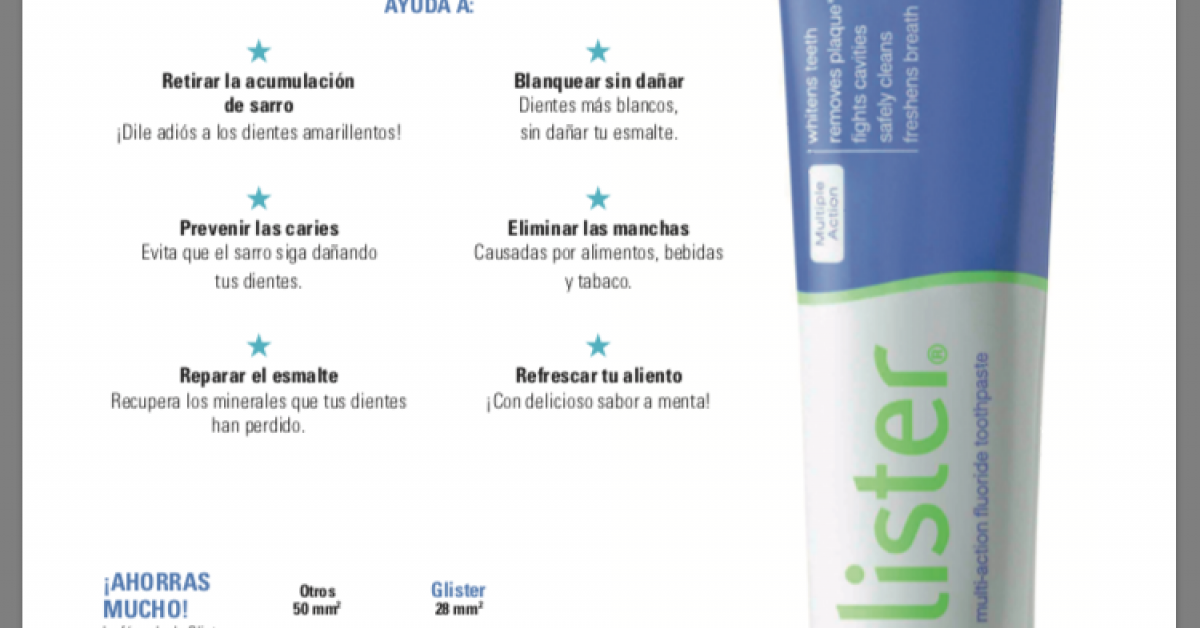 AYUDA A:
Retirar la acumulación
de sarro
¡Dile adiós a los dientes amarillentos!
Blanquear sin dañar
Dientes más blancos,
sin dañar tu esmalte.
Prevenir las caries
Evita que el sarro siga dañando
tus dientes.
Eliminar las manchas
Causadas por alimentos, bebidas
y tabaco.
Reparar el esmalte
Recupera los minerales que tus dientes
han perdido.
Refrescar tu aliento
¡Con delicioso sabor a menta!
¡AHORRAS
MUCHO!
Otros
50 mm²
Glister
28 mm²
whitens teeth
removes plaque*
fights cavities
safely cleans
freshens breath
Multiple
Action
lister®
multi-action fluoride toothpaste